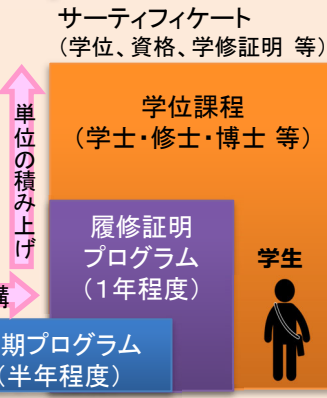 サーティフィケート
（学位、資格、学修証明 等）
単位の積み上げ
学位課程
（学士・修士・博士 等）
履修証明
プログラム
（1年程度）
学生
講
期プログラム
（半年程度）